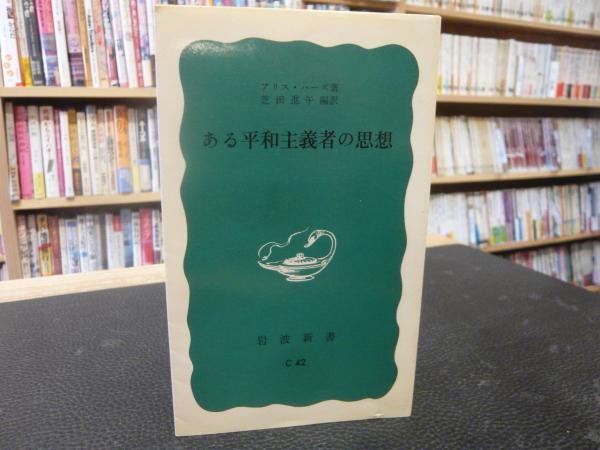 アリス・ハーズ著
芝田進午編訳
ある平和主義者の思想
岩波新書
C 42